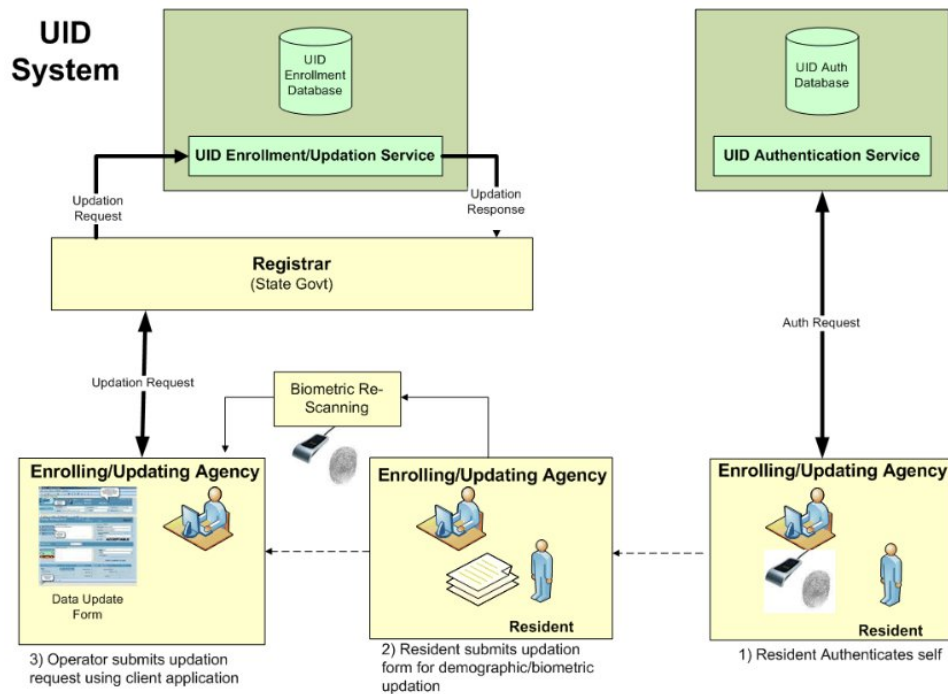 UID
System
UID
Enrollment
Database
UID Enrollment/Updation Service
UID Auth
Database
UID Authentication Service
Updation
Request
Updation
Response
Registrar
(State Govt)
Auth Request
Updation Request
Biometric Re-
Scanning
Enrolling/Updating Agency
Data Update
Form
3) Operator submits updation
request using client application
Enrolling/Updating Agency
Resident
2) Resident submits updation
form for demographic/biometric
updation
Enrolling/Updating Agency
Resident
1) Resident Authenticates self